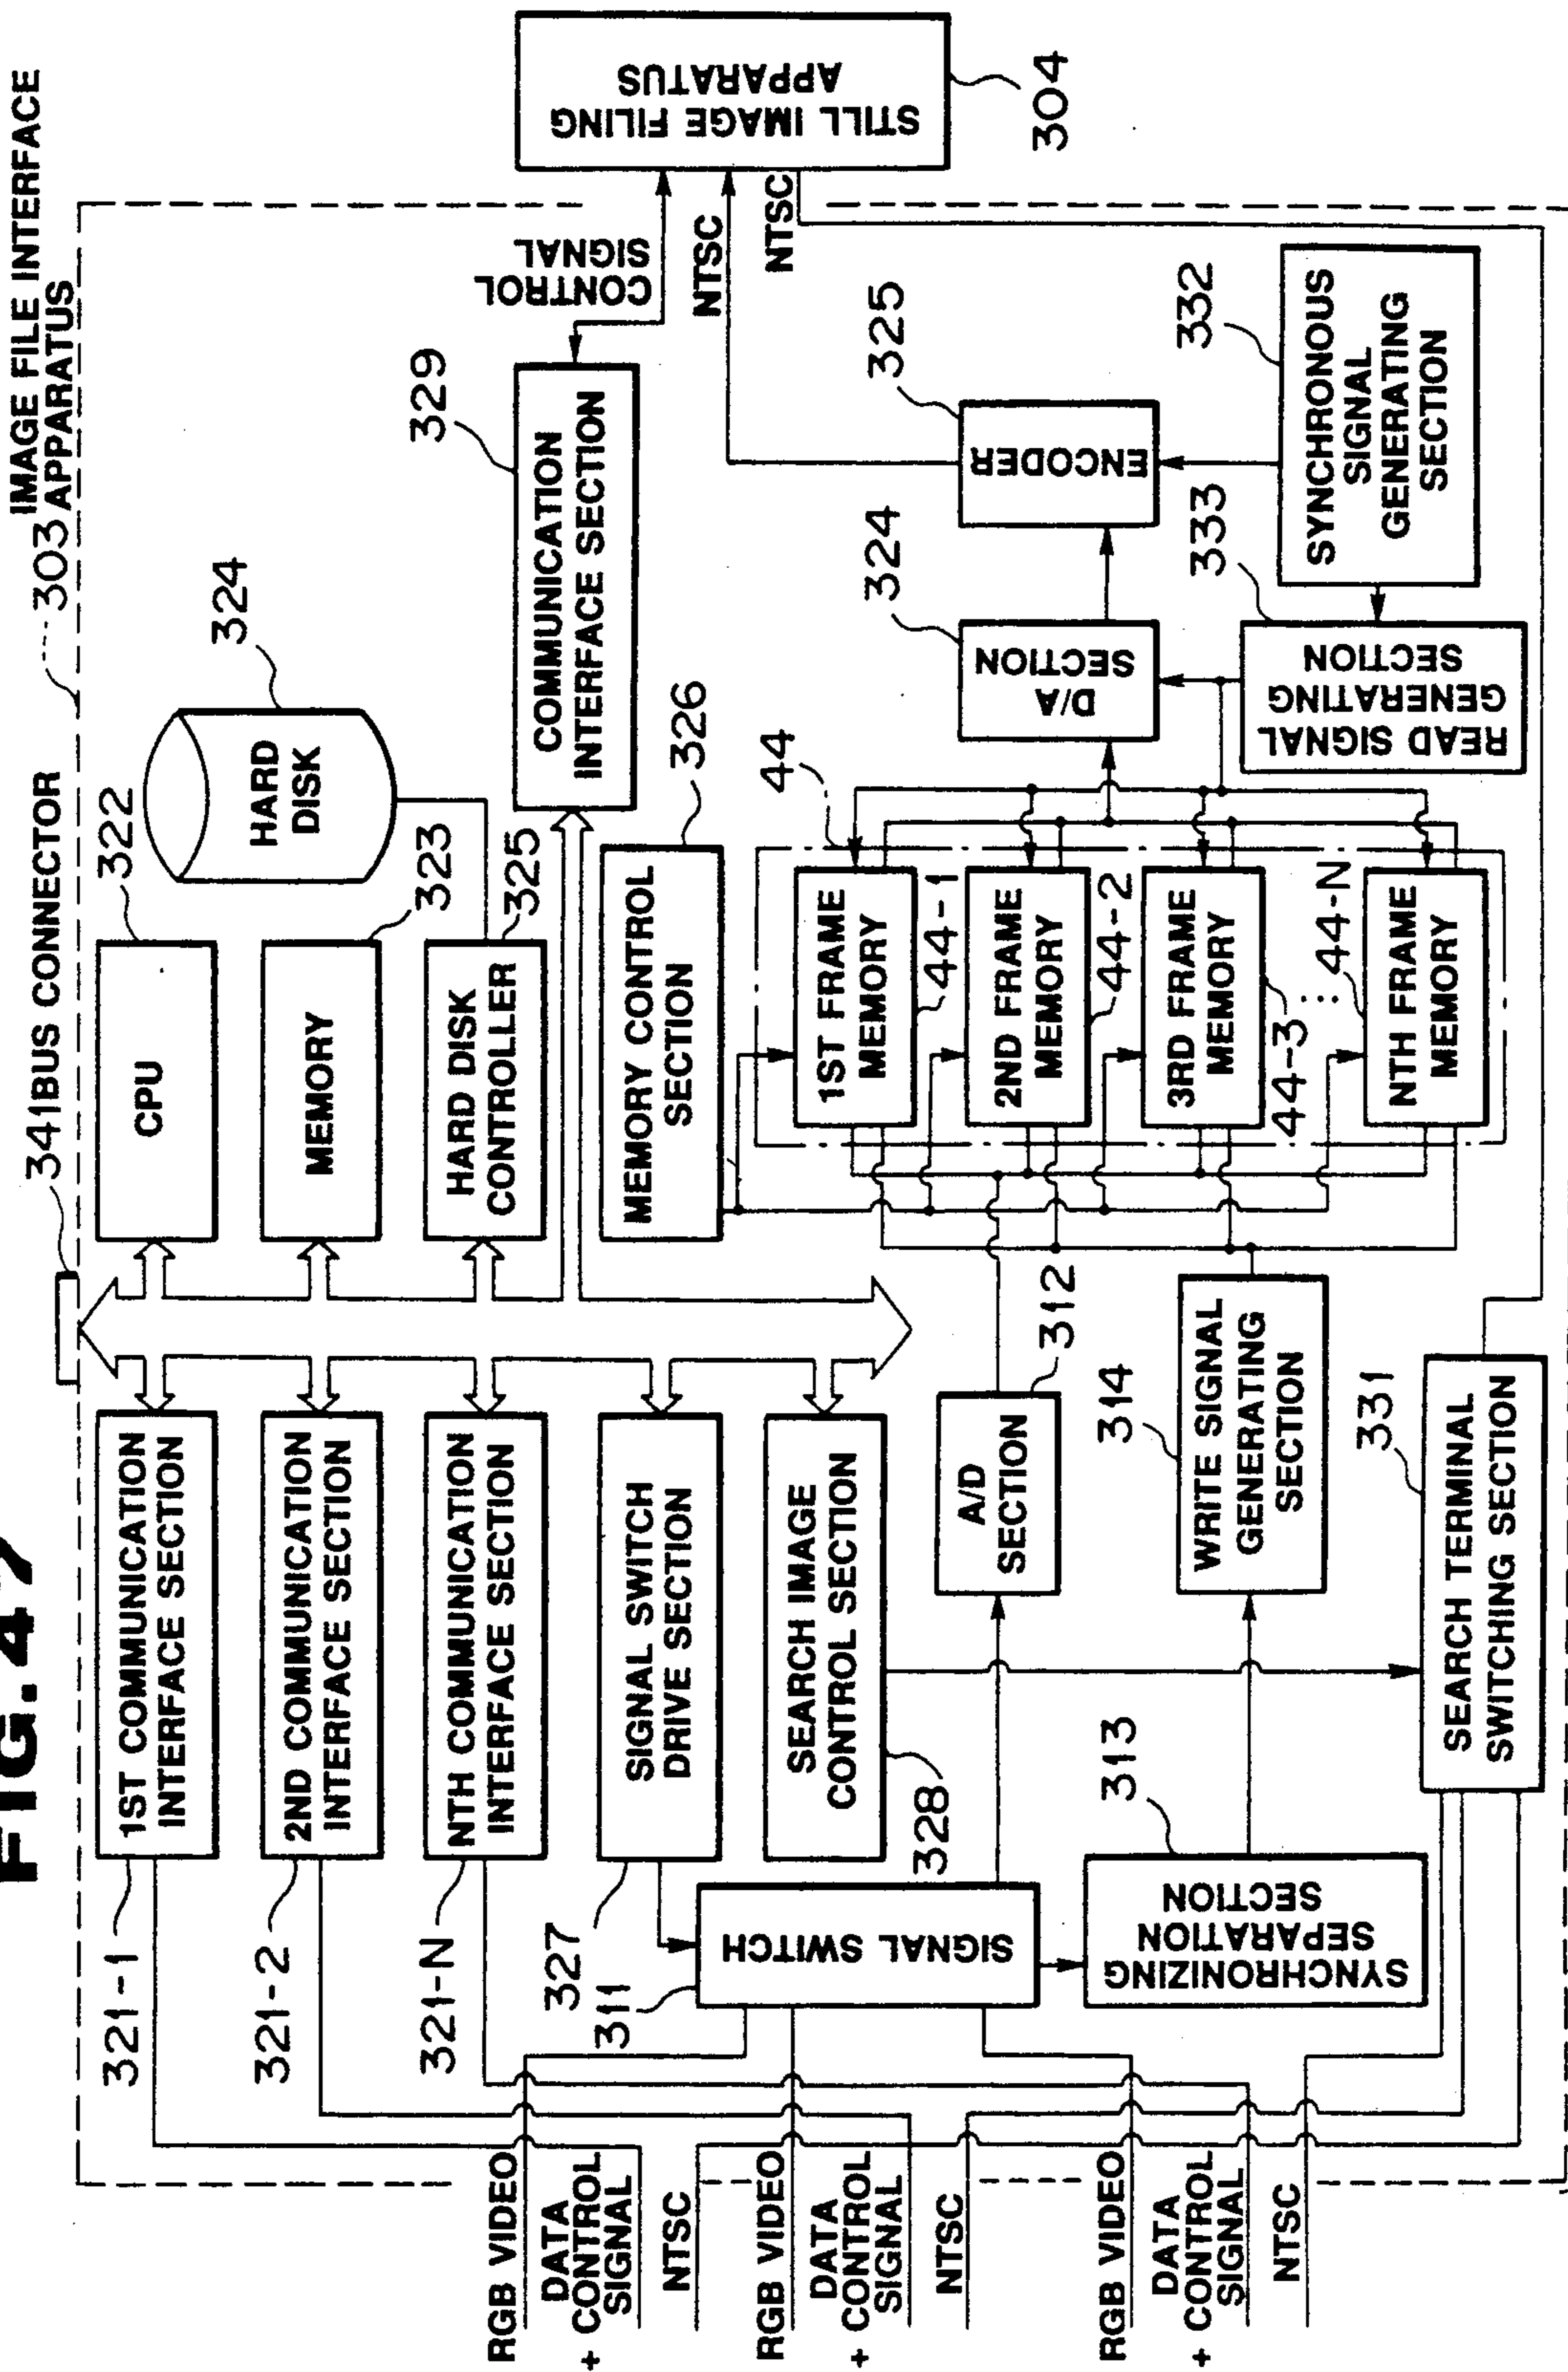 FIG. 47
IMAGE FILE INTERFACE
303 APPARATUS
341 BUS CONNECTOR
321-1
1ST COMMUNICATION
INTERFACE SECTION
CPU
322
321-2
2ND COMMUNICATION
INTERFACE SECTION
MEMORY
323
HARD
DISK
324
321-N
NTH COMMUNICATION
INTERFACE SECTION
HARD DISK
CONTROLLER
325
COMMUNICATION
INTERFACE SECTION
329
CONTROL
SIGNAL
NTSC
NTSC
STILL IMAGE FILING
APPARATUS
304
327
SIGNAL SWITCH
DRIVE SECTION
MEMORY CONTROL
SECTION
326
SEARCH IMAGE
CONTROL SECTION
328
311
SIGNAL SWITCH
A/D
SECTION
312
44
1ST FRAME
MEMORY
44-1
2ND FRAME
MEMORY
44-2
3RD FRAME
MEMORY
44-3
⋮
44-N
NTH FRAME
MEMORY
D/A
SECTION
324
ENCODER
325
SYNCHRONIZING
SEPARATION
SECTION
313
WRITE SIGNAL
GENERATING
SECTION
314
READ SIGNAL
GENERATING
SECTION
333
SYNCHRONOUS
SIGNAL
GENERATING
SECTION
332
SEARCH TERMINAL
SWITCHING SECTION
331
RGB VIDEO
DATA
+ CONTROL
SIGNAL
NTSC
RGB VIDEO
DATA
+ CONTROL
SIGNAL
NTSC
RGB VIDEO
DATA
+ CONTROL
SIGNAL
NTSC